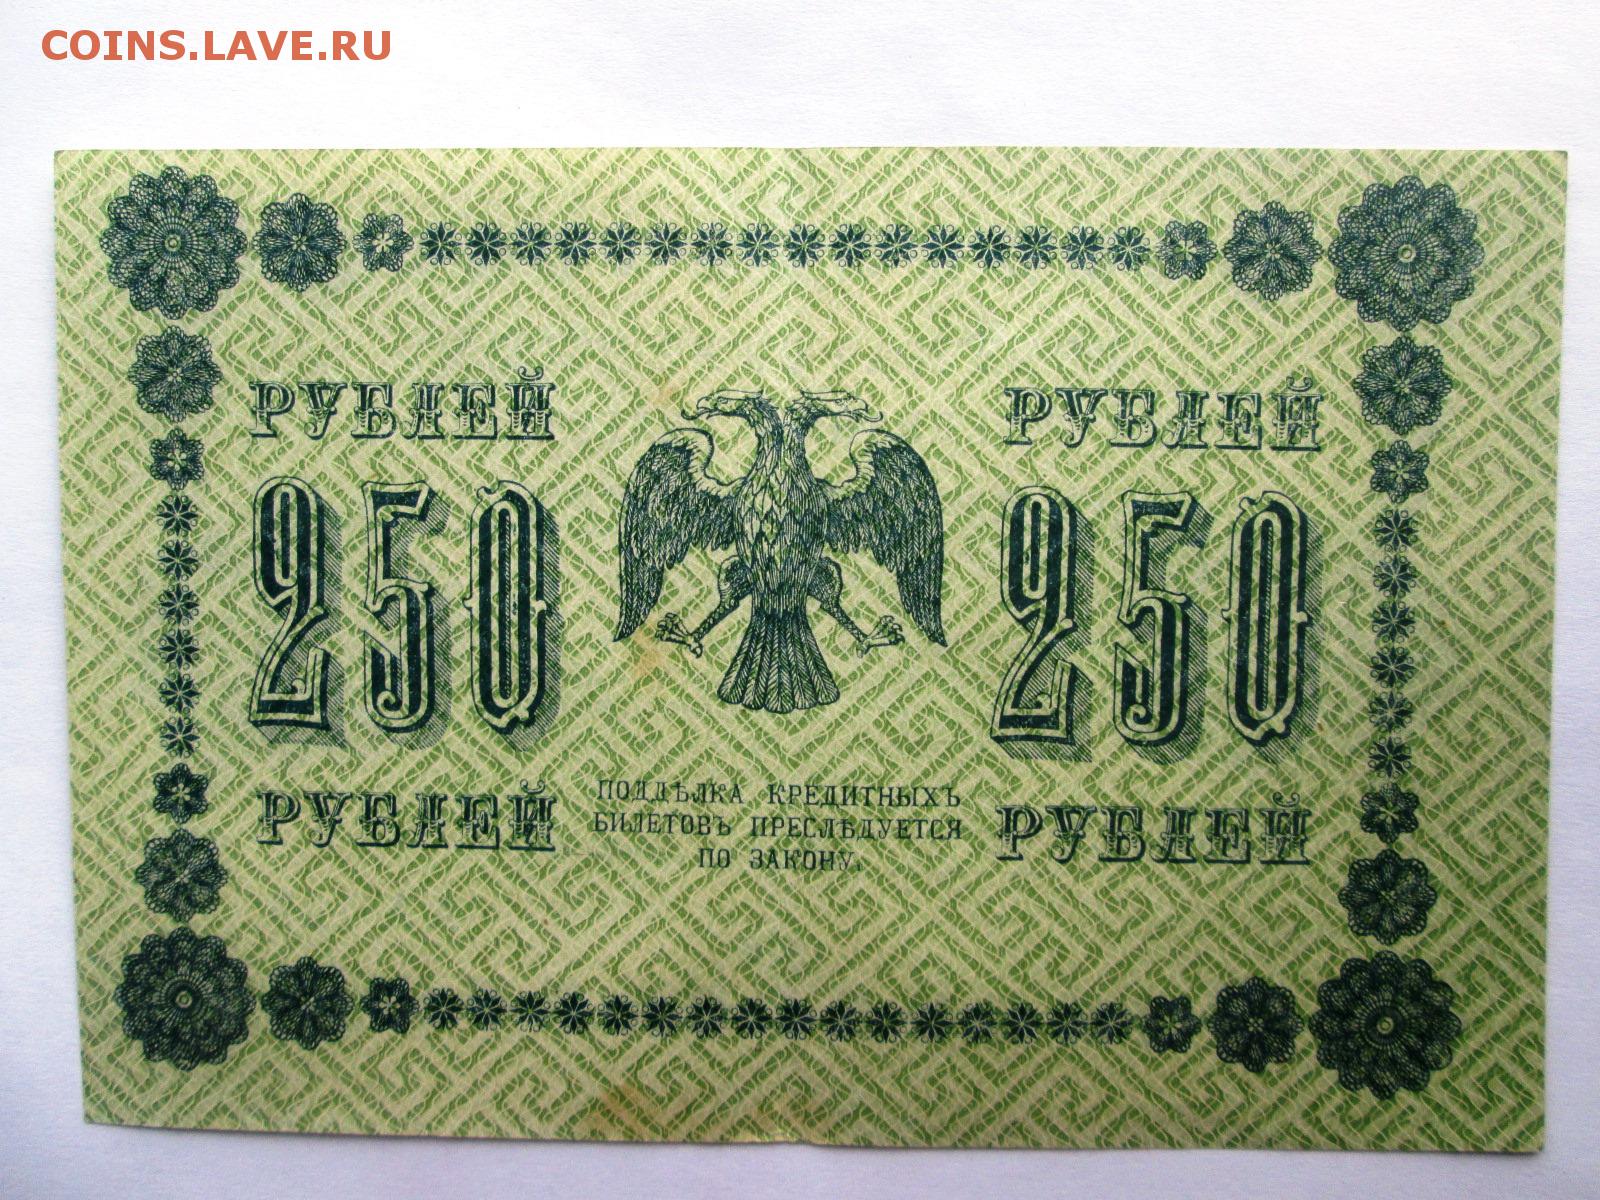 COINS.LAVE.RU
РУБЛЕЙ
РУБЛЕЙ
250
250
РУБЛЕЙ
ПОДДѢЛКА КРЕДИТНЫХЪ
БИЛЕТОВЪ ПРЕСЛѢДУЕТСЯ
ПО ЗАКОНУ.
РУБЛЕЙ